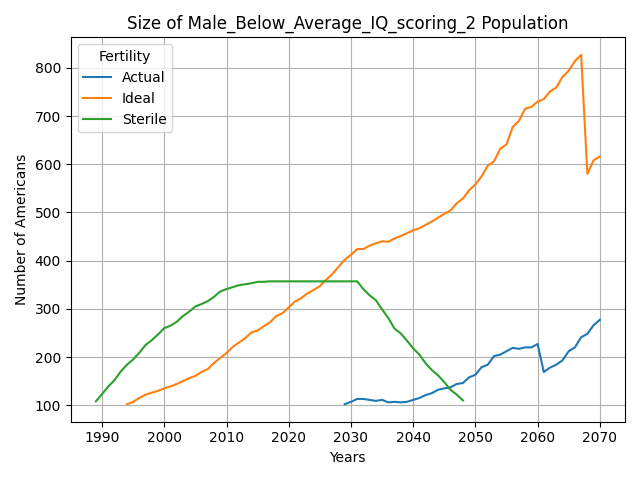 Size of Male_Below_Average_IQ_scoring_2 Population
Fertility
Actual
Ideal
Sterile
Number of Americans
800
700
600
500
400
300
200
100
1990 2000 2010 2020 2030 2040 2050 2060 2070
Years